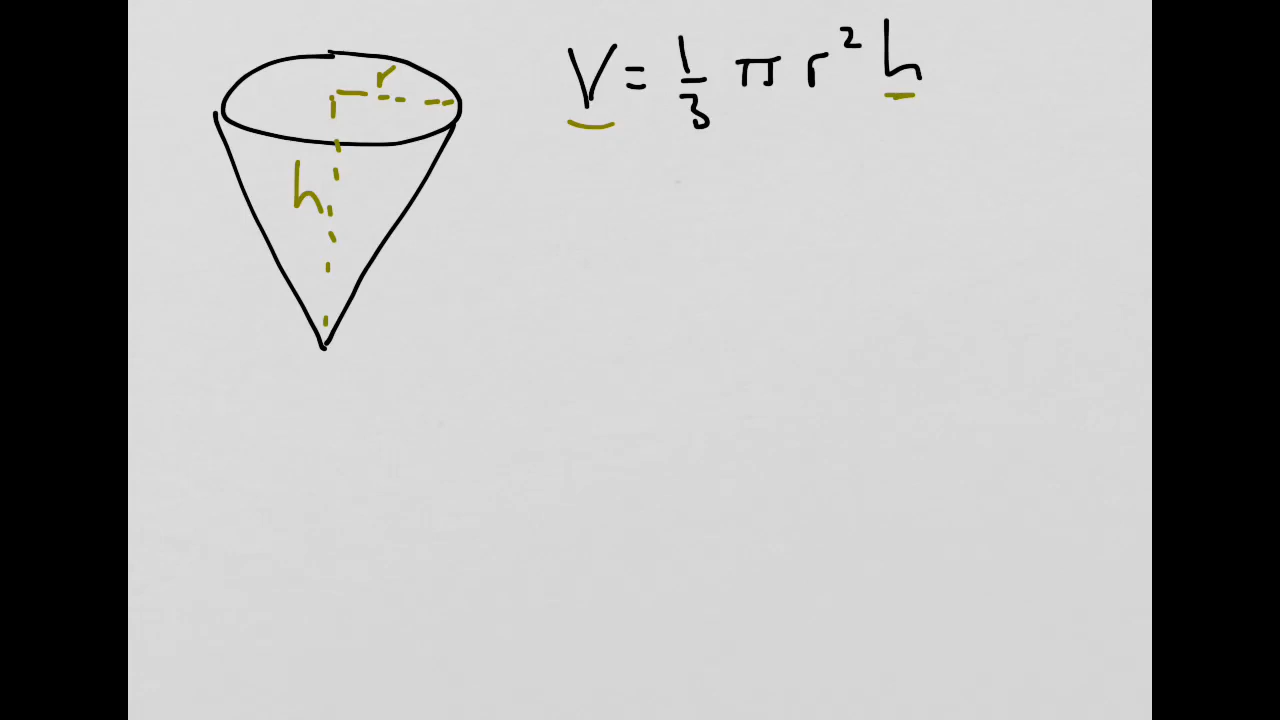 r
V = 1/3 π r² h
h